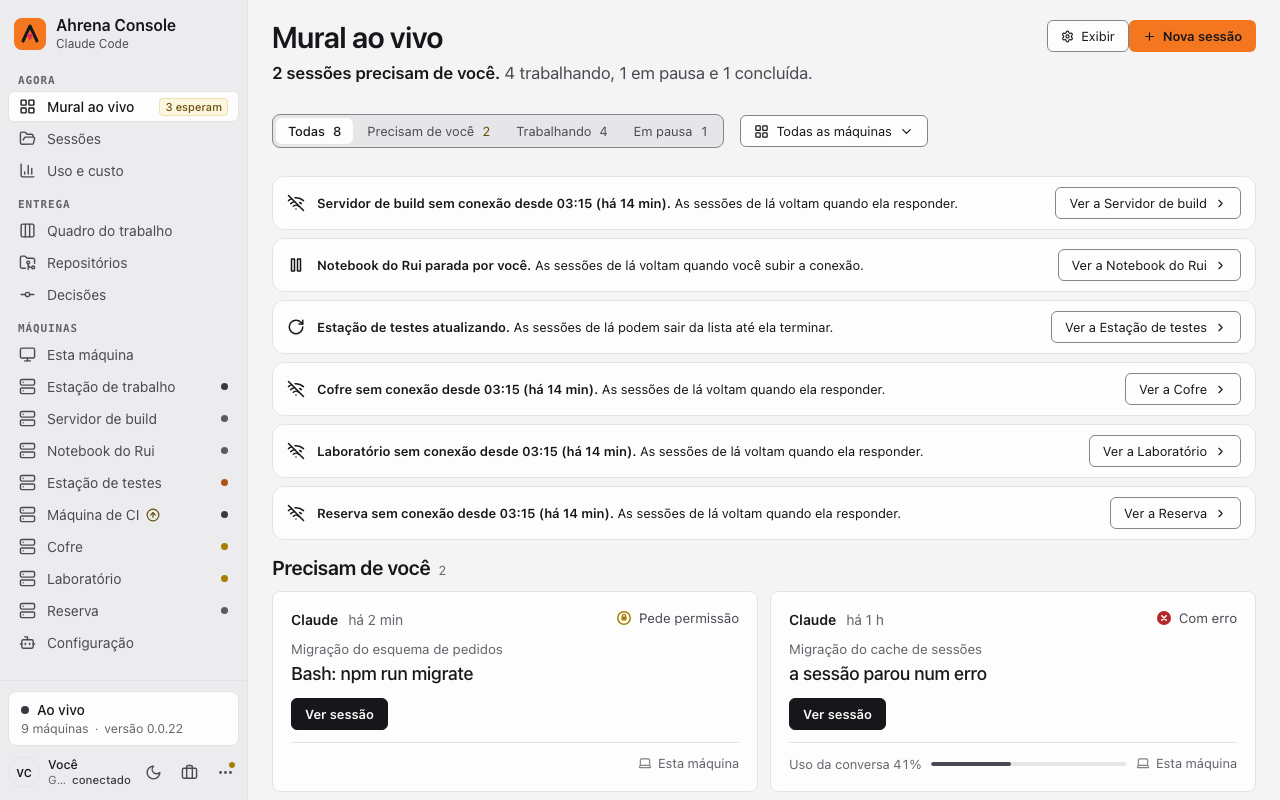 Ahrena Console
Claude Code
AGORA
Mural ao vivo 3 esperam
Sessões
Uso e custo
ENTREGA
Quadro do trabalho
Repositórios
Decisões
MÁQUINAS
Esta máquina
Estação de trabalho
Servidor de build
Notebook do Rui
Estação de testes
Máquina de CI
Cofre
Laboratório
Reserva
Configuração
Ao vivo
9 máquinas · versão 0.0.22
VC
Você
G... conectado
Mural ao vivo
Exibir
Nova sessão
2 sessões precisam de você. 4 trabalhando, 1 em pausa e 1 concluída.
Todas 8 Precisam de você 2 Trabalhando 4 Em pausa 1
Todas as máquinas
Servidor de build sem conexão desde 03:15 (há 14 min). As sessões de lá voltam quando ela responder.
Ver a Servidor de build
Notebook do Rui parada por você. As sessões de lá voltam quando você subir a conexão.
Ver a Notebook do Rui
Estação de testes atualizando. As sessões de lá podem sair da lista até ela terminar.
Ver a Estação de testes
Cofre sem conexão desde 03:15 (há 14 min). As sessões de lá voltam quando ela responder.
Ver a Cofre
Laboratório sem conexão desde 03:15 (há 14 min). As sessões de lá voltam quando ela responder.
Ver a Laboratório
Reserva sem conexão desde 03:15 (há 14 min). As sessões de lá voltam quando ela responder.
Ver a Reserva
Precisam de você 2
Claude há 2 min Pede permissão
Migração do esquema de pedidos
Bash: npm run migrate
Ver sessão
Esta máquina
Claude há 1 h Com erro
Migração do cache de sessões
a sessão parou num erro
Ver sessão
Uso da conversa 41% Esta máquina